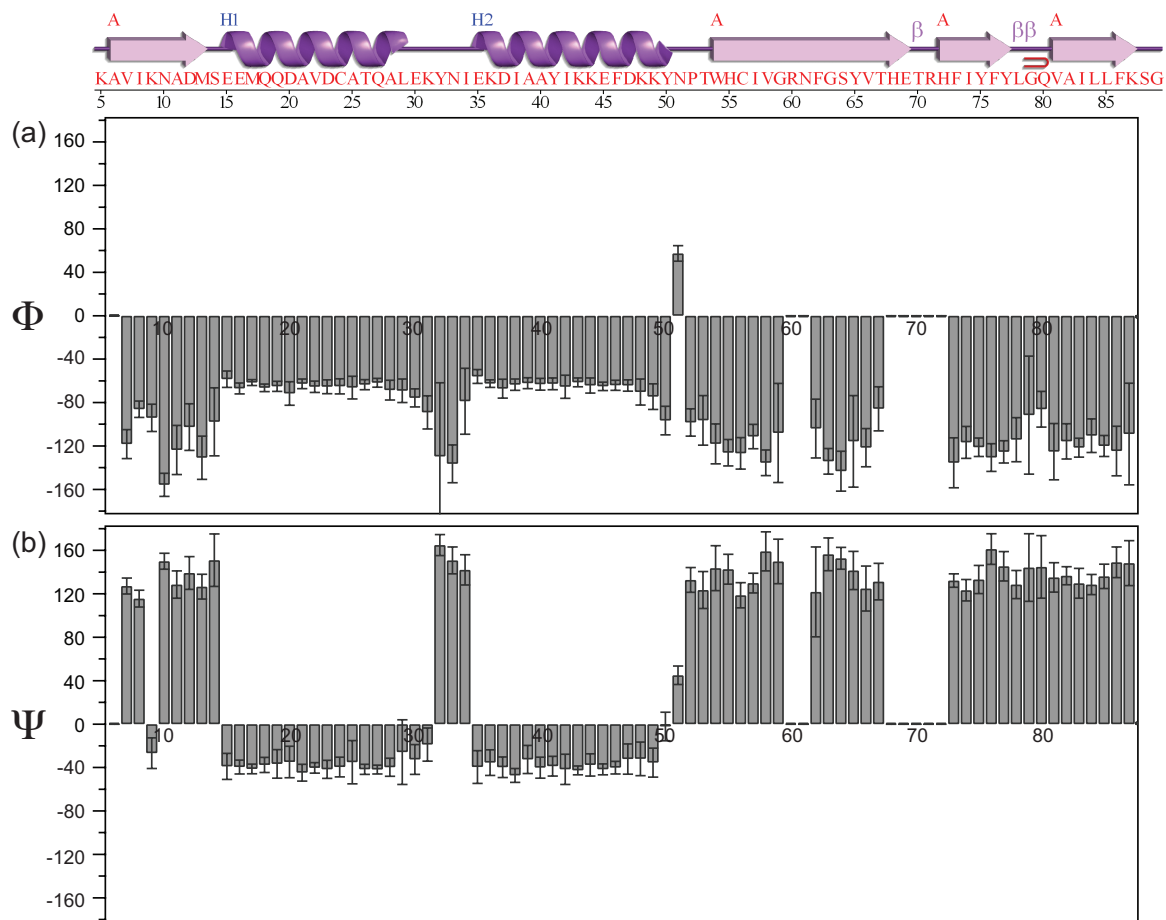 A H1 H2 A β A ββ A
KAVIKNADMSEEMQQDAVDCATQALEKYNIEKDIAAYIKKEFDKKYNPTWHCIVGRNFGSYVTHETRHFIYFYLGQVAILLFKSG
5 10 15 20 25 30 35 40 45 50 55 60 65 70 75 80 85
(a)
160
120
80
40
0
10 20 30 40 50 60 70 80
Φ
-40
-80
-120
-160
(b)
160
120
80
40
Ψ
0
10 20 30 40 50 60 70 80
-40
-80
-120
-160